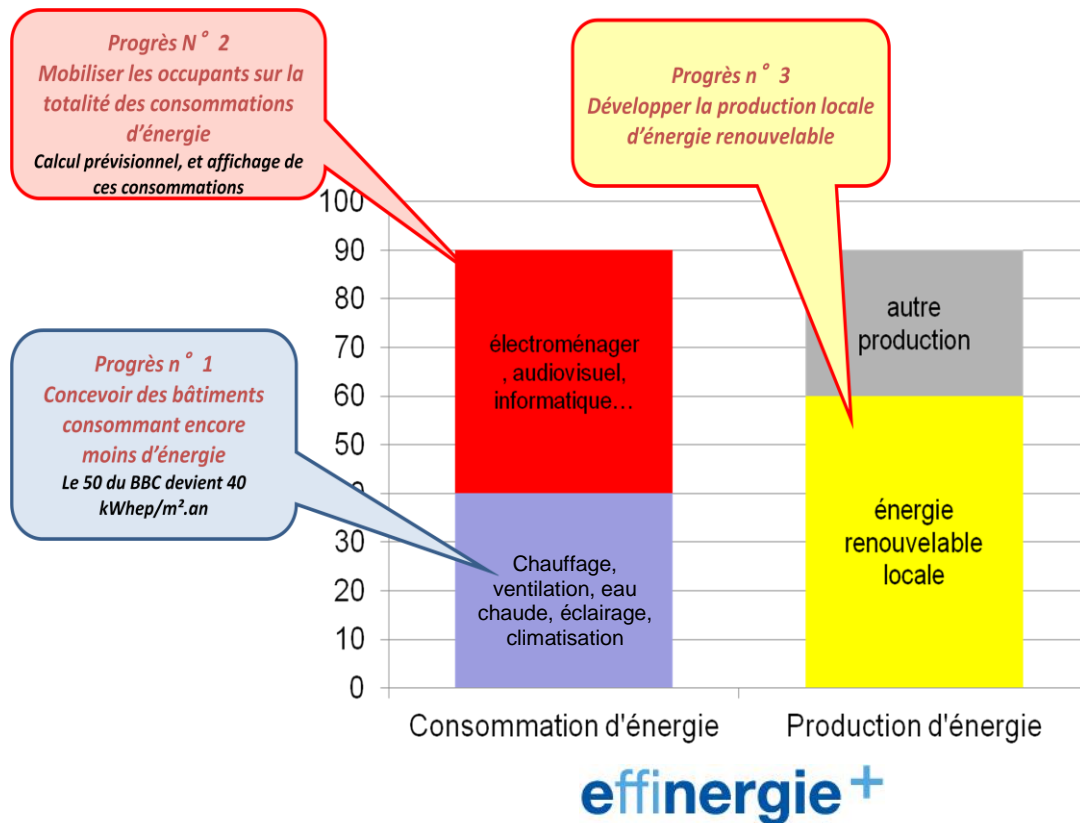 Progrès N° 2
Mobiliser les occupants sur la
totalité des consommations
d'énergie
Calcul prévisionnel, et affichage de
ces consommations
Progrès n° 3
Développer la production locale
d'énergie renouvelable
Progrès n° 1
Concevoir des bâtiments
consommant encore
moins d'énergie
Le 50 du BBC devient 40
kWhep/m².an
100
90
80
70
60
50
40
30
20
10
0
électroménager
, audiovisuel,
informatique…
Chauffage,
ventilation, eau
chaude, éclairage,
climatisation
autre
production
énergie
renouvelable
locale
Consommation d'énergie
Production d'énergie
effinergie+